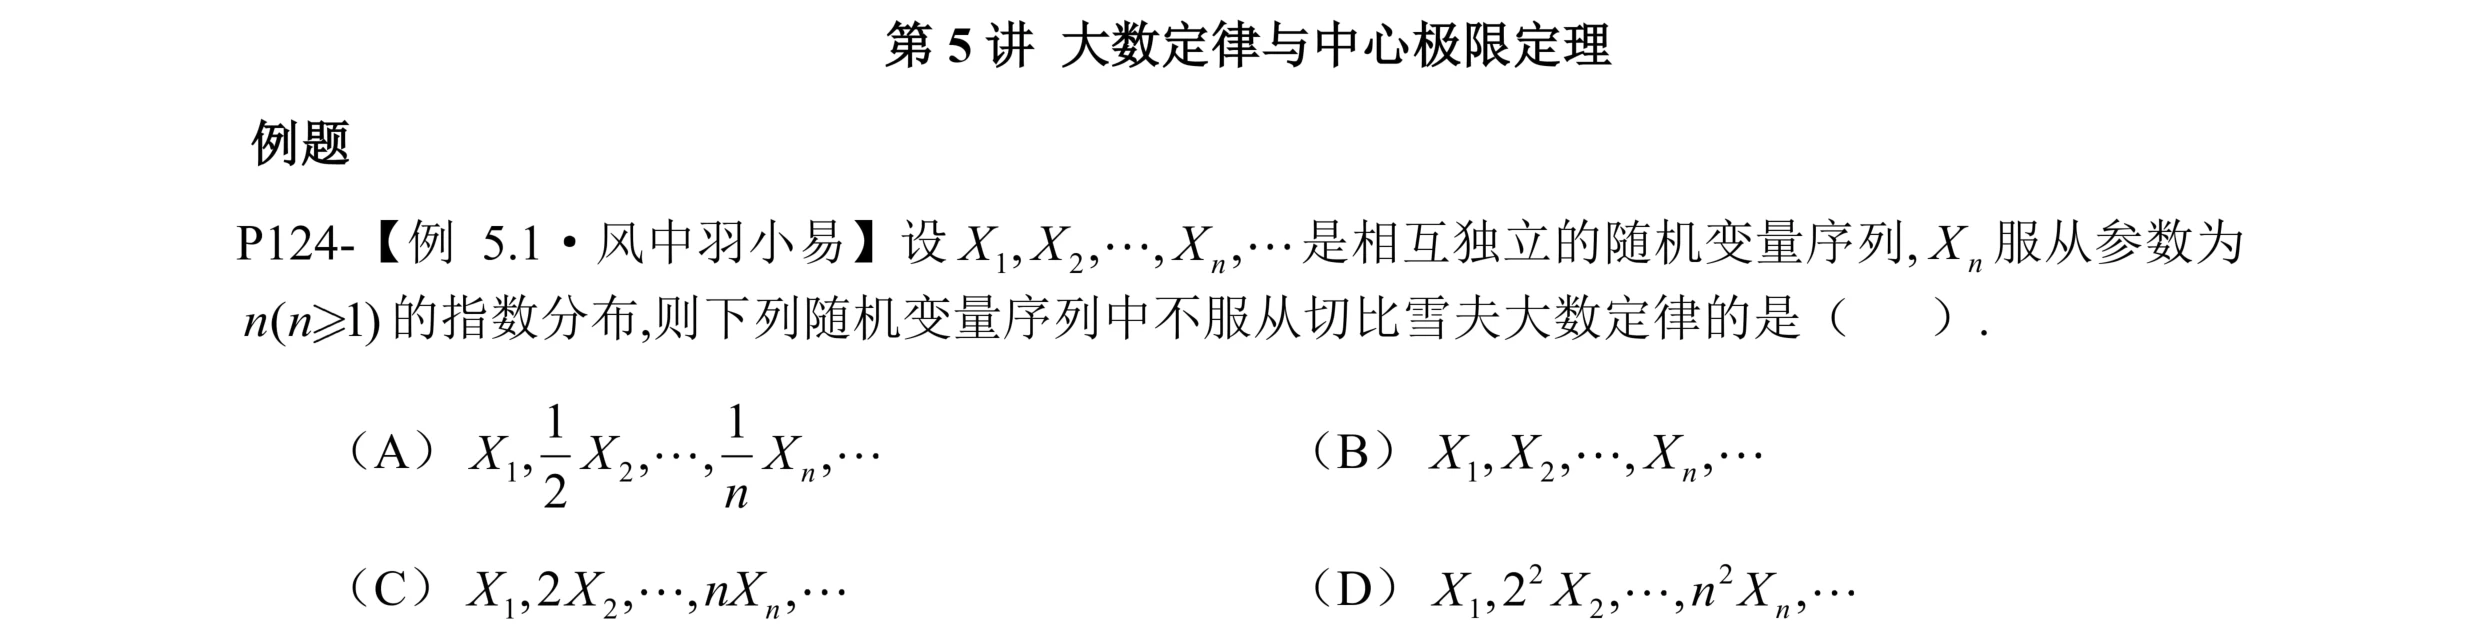 第 5 讲 大数定律与中心极限定理
例题
P124-【例 5.1·风中羽小易】设 $X_1, X_2, \cdots, X_n, \cdots$ 是相互独立的随机变量序列, $X_n$ 服从参数为
$n(n \geqslant 1)$ 的指数分布,则下列随机变量序列中不服从切比雪夫大数定律的是（ ）.
（A） $X_1, \frac{1}{2} X_2, \cdots, \frac{1}{n} X_n, \cdots$ （B） $X_1, X_2, \cdots, X_n, \cdots$
（C） $X_1, 2X_2, \cdots, nX_n, \cdots$ （D） $X_1, 2^2 X_2, \cdots, n^2 X_n, \cdots$